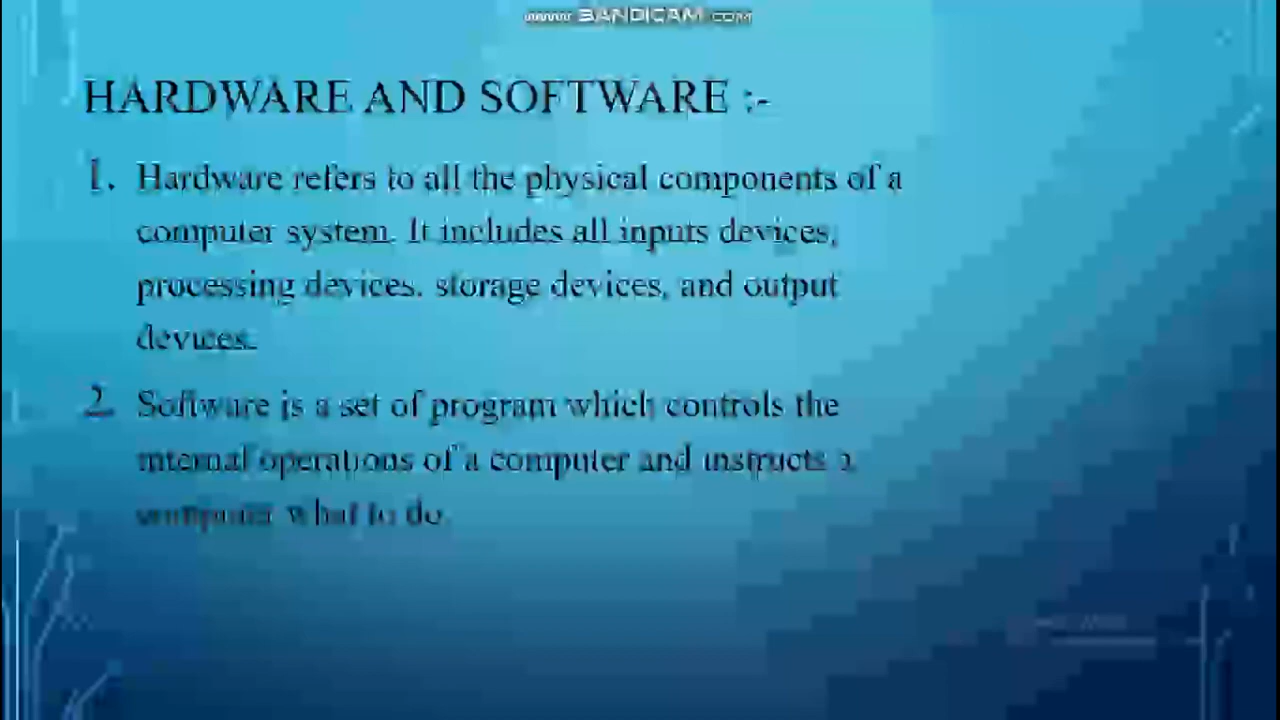 www.BANDICAM.com
HARDWARE AND SOFTWARE :-
1. Hardware refers to all the physical components of a
computer system. It includes all inputs devices,
processing devices, storage devices, and output
devices.
2. Software is a set of program which controls the
internal operations of a computer and instructs a
computer what to do.